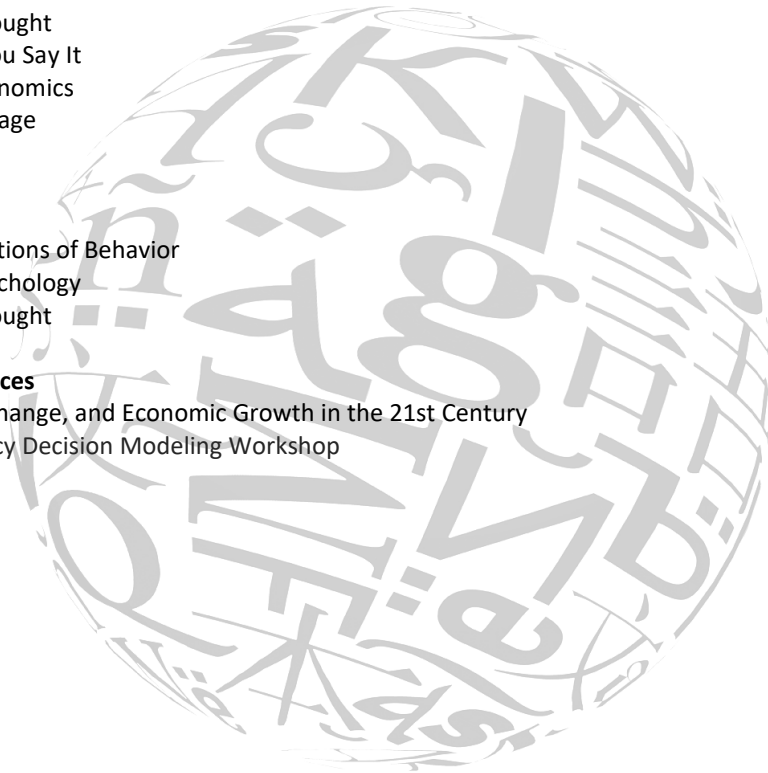 ought
ou Say It
nomics
age
tions of Behavior
chology
ought
ces
hange, and Economic Growth in the 21st Century
cy Decision Modeling Workshop